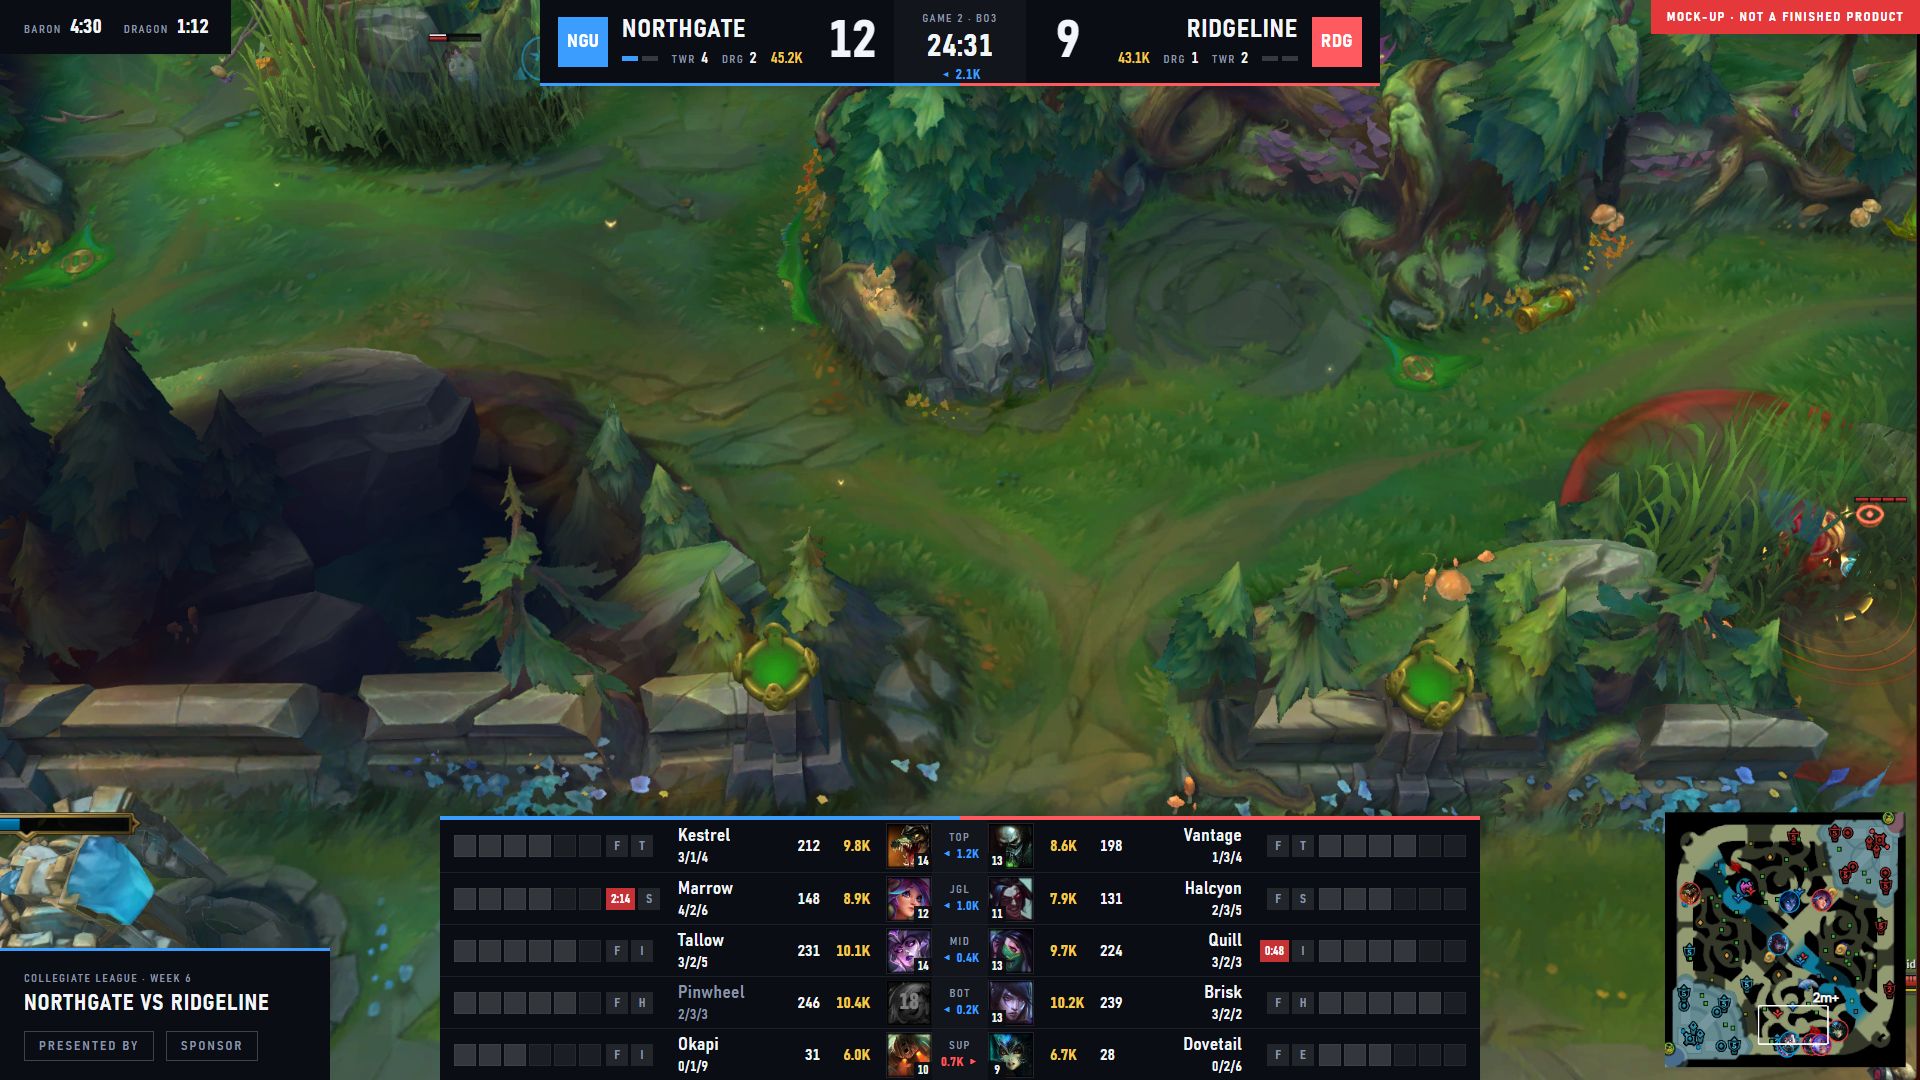 BARON 4:30 DRAGON 1:12
NGU NORTHGATE 12
TWR 4 DRG 2 45.2K
GAME 2 · BO3
24:31
◂ 2.1K
9 RIDGELINE RDG
43.1K DRG 1 TWR 2
MOCK-UP · NOT A FINISHED PRODUCT
F T Kestrel 212 9.8K 14 TOP 13 8.6K 198 Vantage F T
3/1/4 ◂ 1.2K 1/3/4
2:14 S Marrow 148 8.9K 12 JGL 11 7.9K 131 Halcyon F S
4/2/6 ◂ 1.0K 2/3/5
F I Tallow 231 10.1K 14 MID 13 9.7K 224 Quill 0:48 I
3/2/5 ◂ 0.4K 3/2/3
F H Pinwheel 246 10.4K 18 BOT 13 10.2K 239 Brisk F H
2/3/3 ◂ 0.2K 3/2/2
F I Okapi 31 6.0K 10 SUP 9 6.7K 28 Dovetail F E
0/1/9 0.7K ▸ 0/2/6
COLLEGIATE LEAGUE · WEEK 6
NORTHGATE VS RIDGELINE
PRESENTED BY SPONSOR
2m+